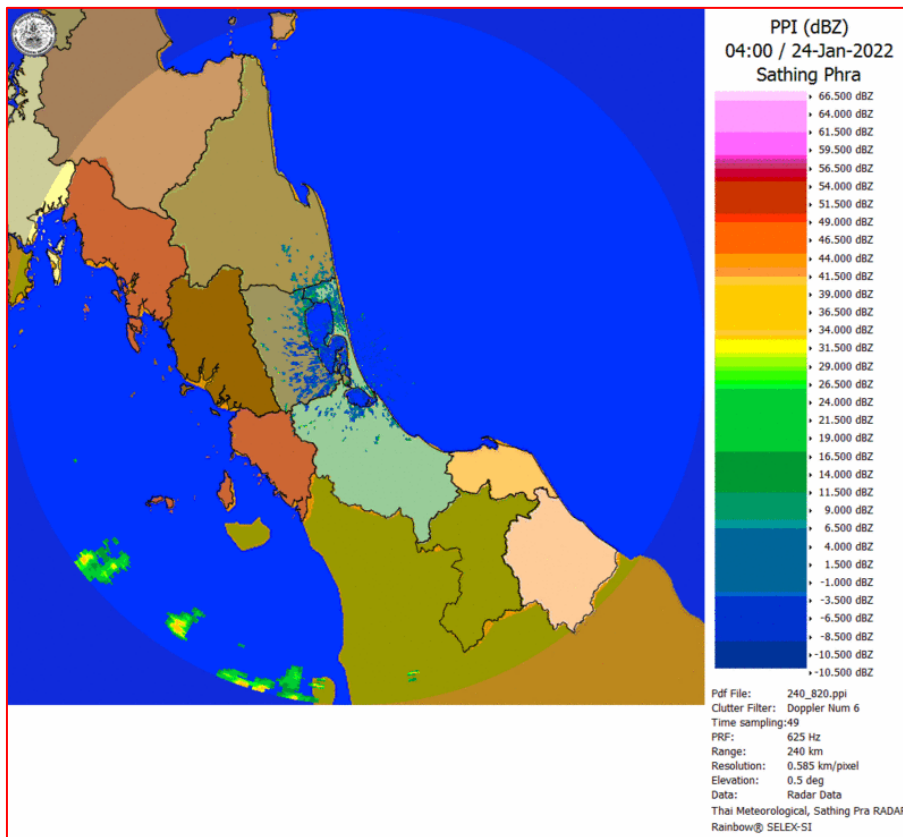 PPI (dBZ)
04:00 / 24-Jan-2022
Sathing Phra
66.500 dBZ
64.000 dBZ
61.500 dBZ
59.500 dBZ
56.500 dBZ
54.000 dBZ
51.500 dBZ
49.000 dBZ
46.500 dBZ
44.000 dBZ
41.500 dBZ
39.000 dBZ
36.500 dBZ
34.000 dBZ
31.500 dBZ
29.000 dBZ
26.500 dBZ
24.000 dBZ
21.500 dBZ
19.000 dBZ
16.500 dBZ
14.000 dBZ
11.500 dBZ
9.000 dBZ
6.500 dBZ
4.000 dBZ
1.500 dBZ
-1.000 dBZ
-3.500 dBZ
-6.500 dBZ
-8.500 dBZ
-10.500 dBZ
-10.500 dBZ
Pdf File: 240_820.ppi
Clutter Filter: Doppler Num 6
Time sampling:49
PRF: 625 Hz
Range: 240 km
Resolution: 0.585 km/pixel
Elevation: 0.5 deg
Data: Radar Data
Thai Meteorological, Sathing Pra RADAR
Rainbow® SELEX-SI